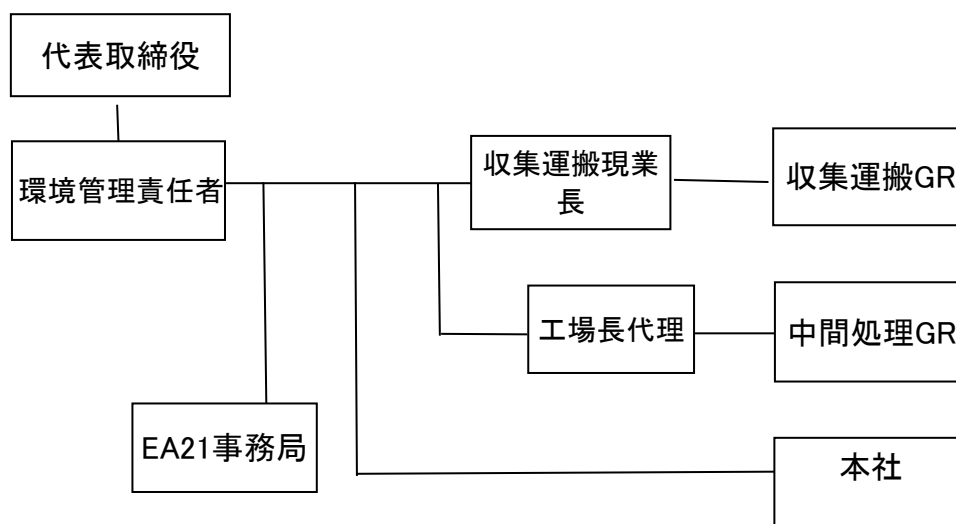 代表取締役
環境管理責任者
収集運搬現業
長
収集運搬GR
工場長代理
中間処理GR
EA21事務局
本社